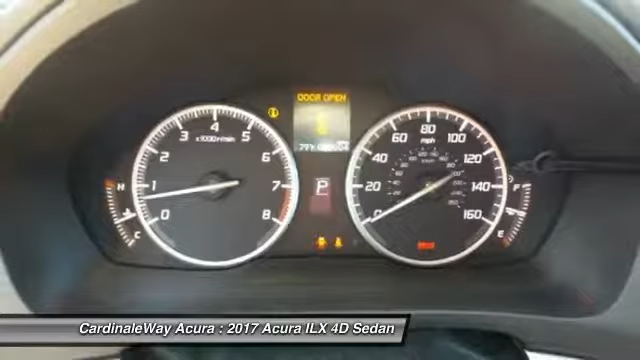 DOOR OPEN
3 4 5
x1000r/min
2 6
1 7
0 8
H
C
P
60 80 100
mph
40 120
20 140
0 160
F
E
CardinaleWay Acura : 2017 Acura ILX 4D Sedan